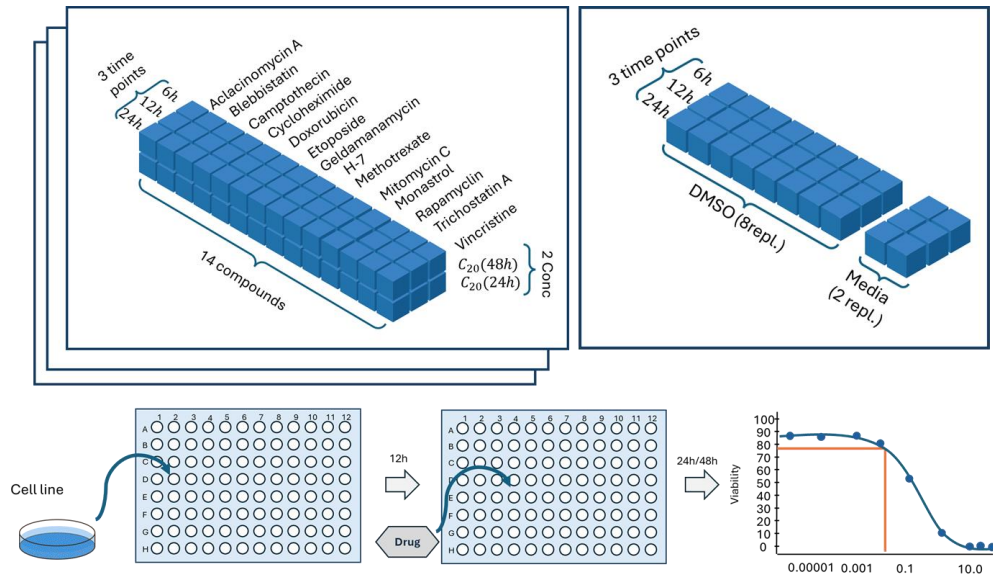 3 time
points
6h
12h
24h
Aclacinomycin A
Blebbistatin
Camptothecin
Cycloheximide
Doxorubicin
Etoposide
Geldamanamycin
H-7
Methotrexate
Mitomycin C
Monastrol
Rapamyclin
Trichostatin A
Vincristine
14 compounds
C20(48h)
C20(24h)
2 Conc
3 time points
6h
12h
24h
DMSO (8repl.)
Media
(2 repl.)
Cell line
1 2 3 4 5 6 7 8 9 10 11 12
A
B
C
D
E
F
G
H
12h
Drug
1 2 3 4 5 6 7 8 9 10 11 12
A
B
C
D
E
F
G
H
24h/48h
Viability
100
90
80
70
60
50
40
30
20
10
0
0.00001 0.001 0.1 10.0